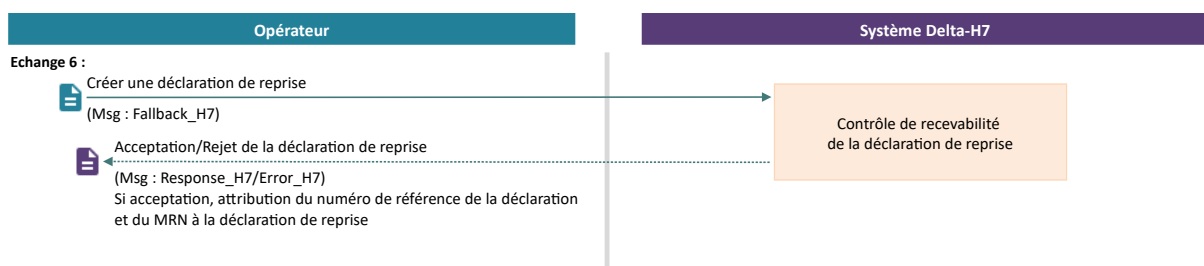 Opérateur
Système Delta-H7
Echange 6 :
Créer une déclaration de reprise
(Msg : Fallback_H7)
Contrôle de recevabilité
de la déclaration de reprise
Acceptation/Rejet de la déclaration de reprise
(Msg : Response_H7/Error_H7)
Si acceptation, attribution du numéro de référence de la déclaration
et du MRN à la déclaration de reprise